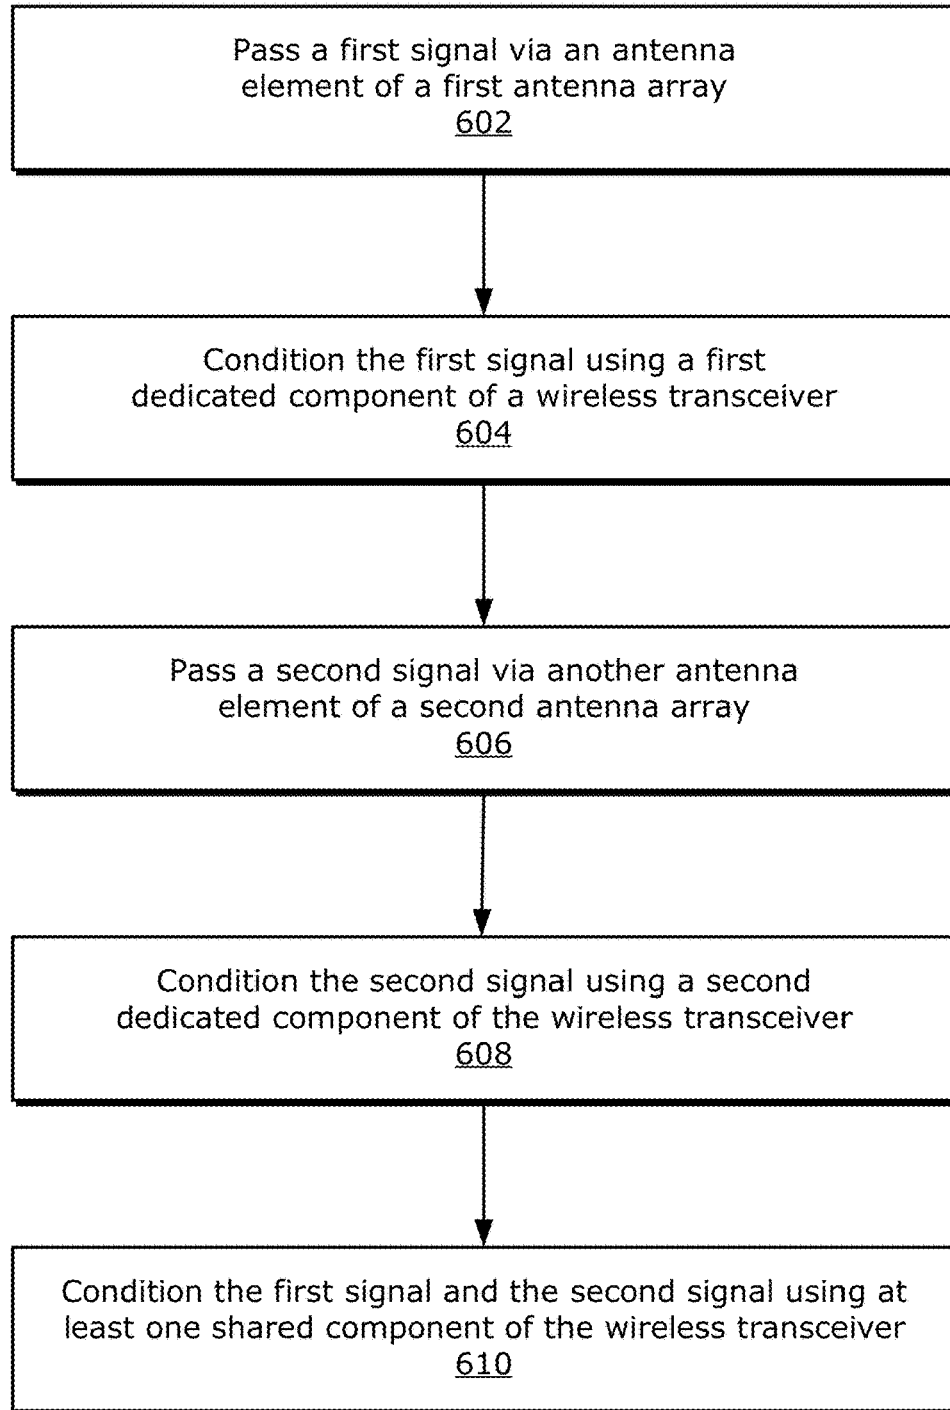 Pass a first signal via an antenna
element of a first antenna array
602
Condition the first signal using a first
dedicated component of a wireless transceiver
604
Pass a second signal via another antenna
element of a second antenna array
606
Condition the second signal using a second
dedicated component of the wireless transceiver
608
Condition the first signal and the second signal using at
least one shared component of the wireless transceiver
610